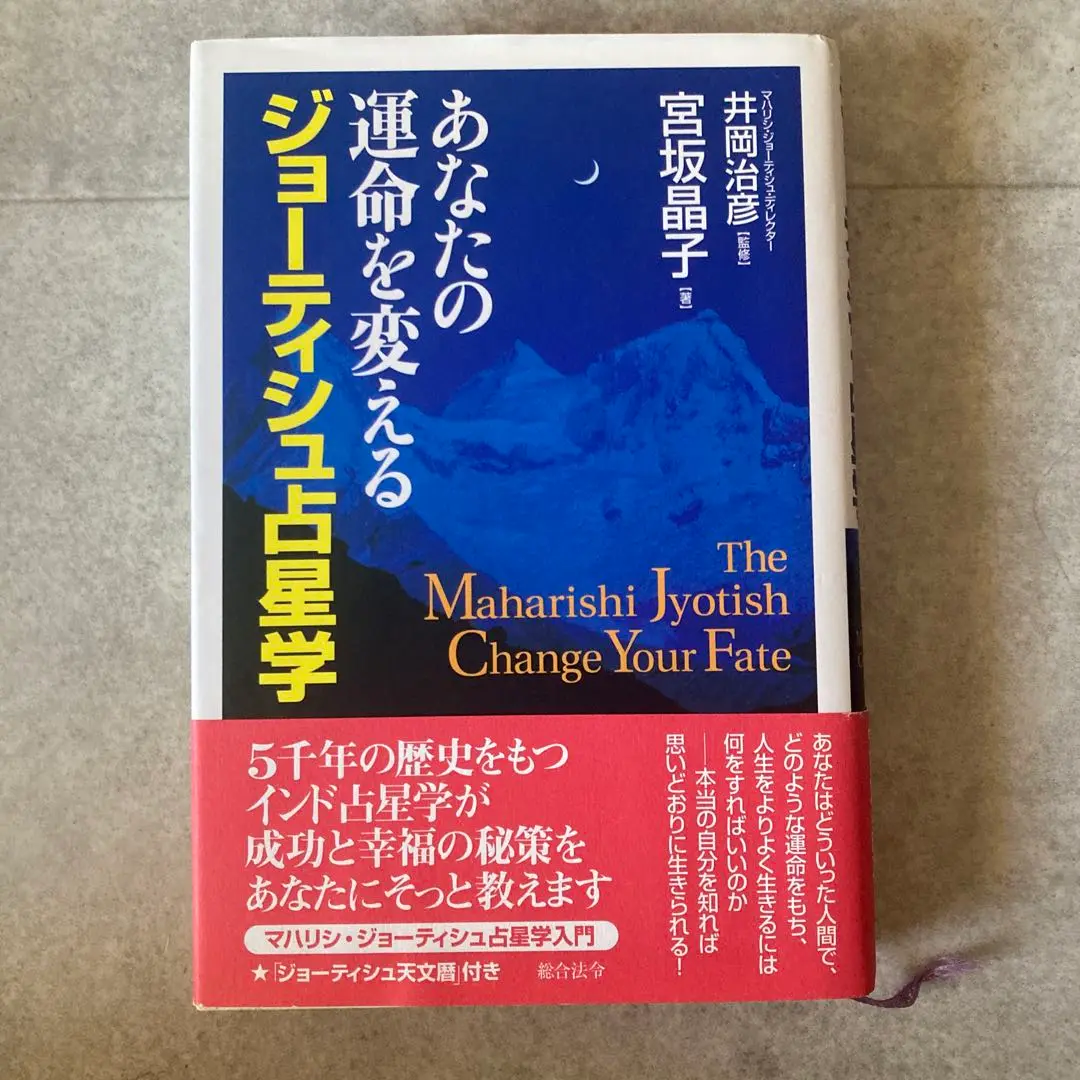 マハリシ・ジョーティシュ・ディレクター
井岡治彦[監修]
宮坂晶子[著]
あなたの
運命を変える
ジョーティシュ占星学
The
Maharishi Jyotish
Change Your Fate
あなたはどういった人間で、
どのような運命をもち、
人生をよりよく生きるには
何をすればいいのか
――本当の自分を知れば
思いどおりに生きられる!
5千年の歴史をもつ
インド占星学が
成功と幸福の秘策を
あなたにそっと教えます
マハリシ・ジョーティシュ占星学入門
★「ジョーティシュ天文暦」付き
総合法令